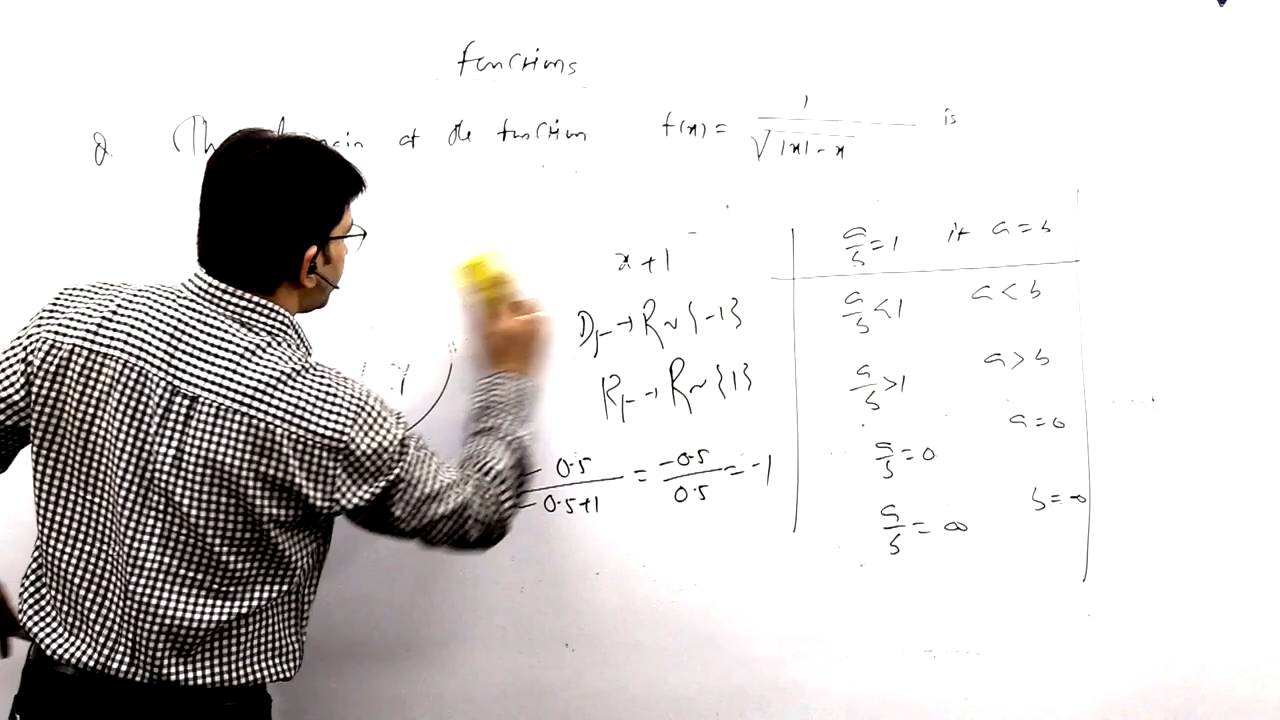 Functions
Q. The domain of the function f(x) = 1/√(|x| - x) is
x + 1
D_f → R ~ {-1}
R_f → R ~ {1}
- 0.5 / - 0.5+1 = -0.5 / 0.5 = -1
a/b = 1 if a = b
a/b < 1 a < b
a/b > 1 a > b
a/b = 0 a = 0
a/b = ∞